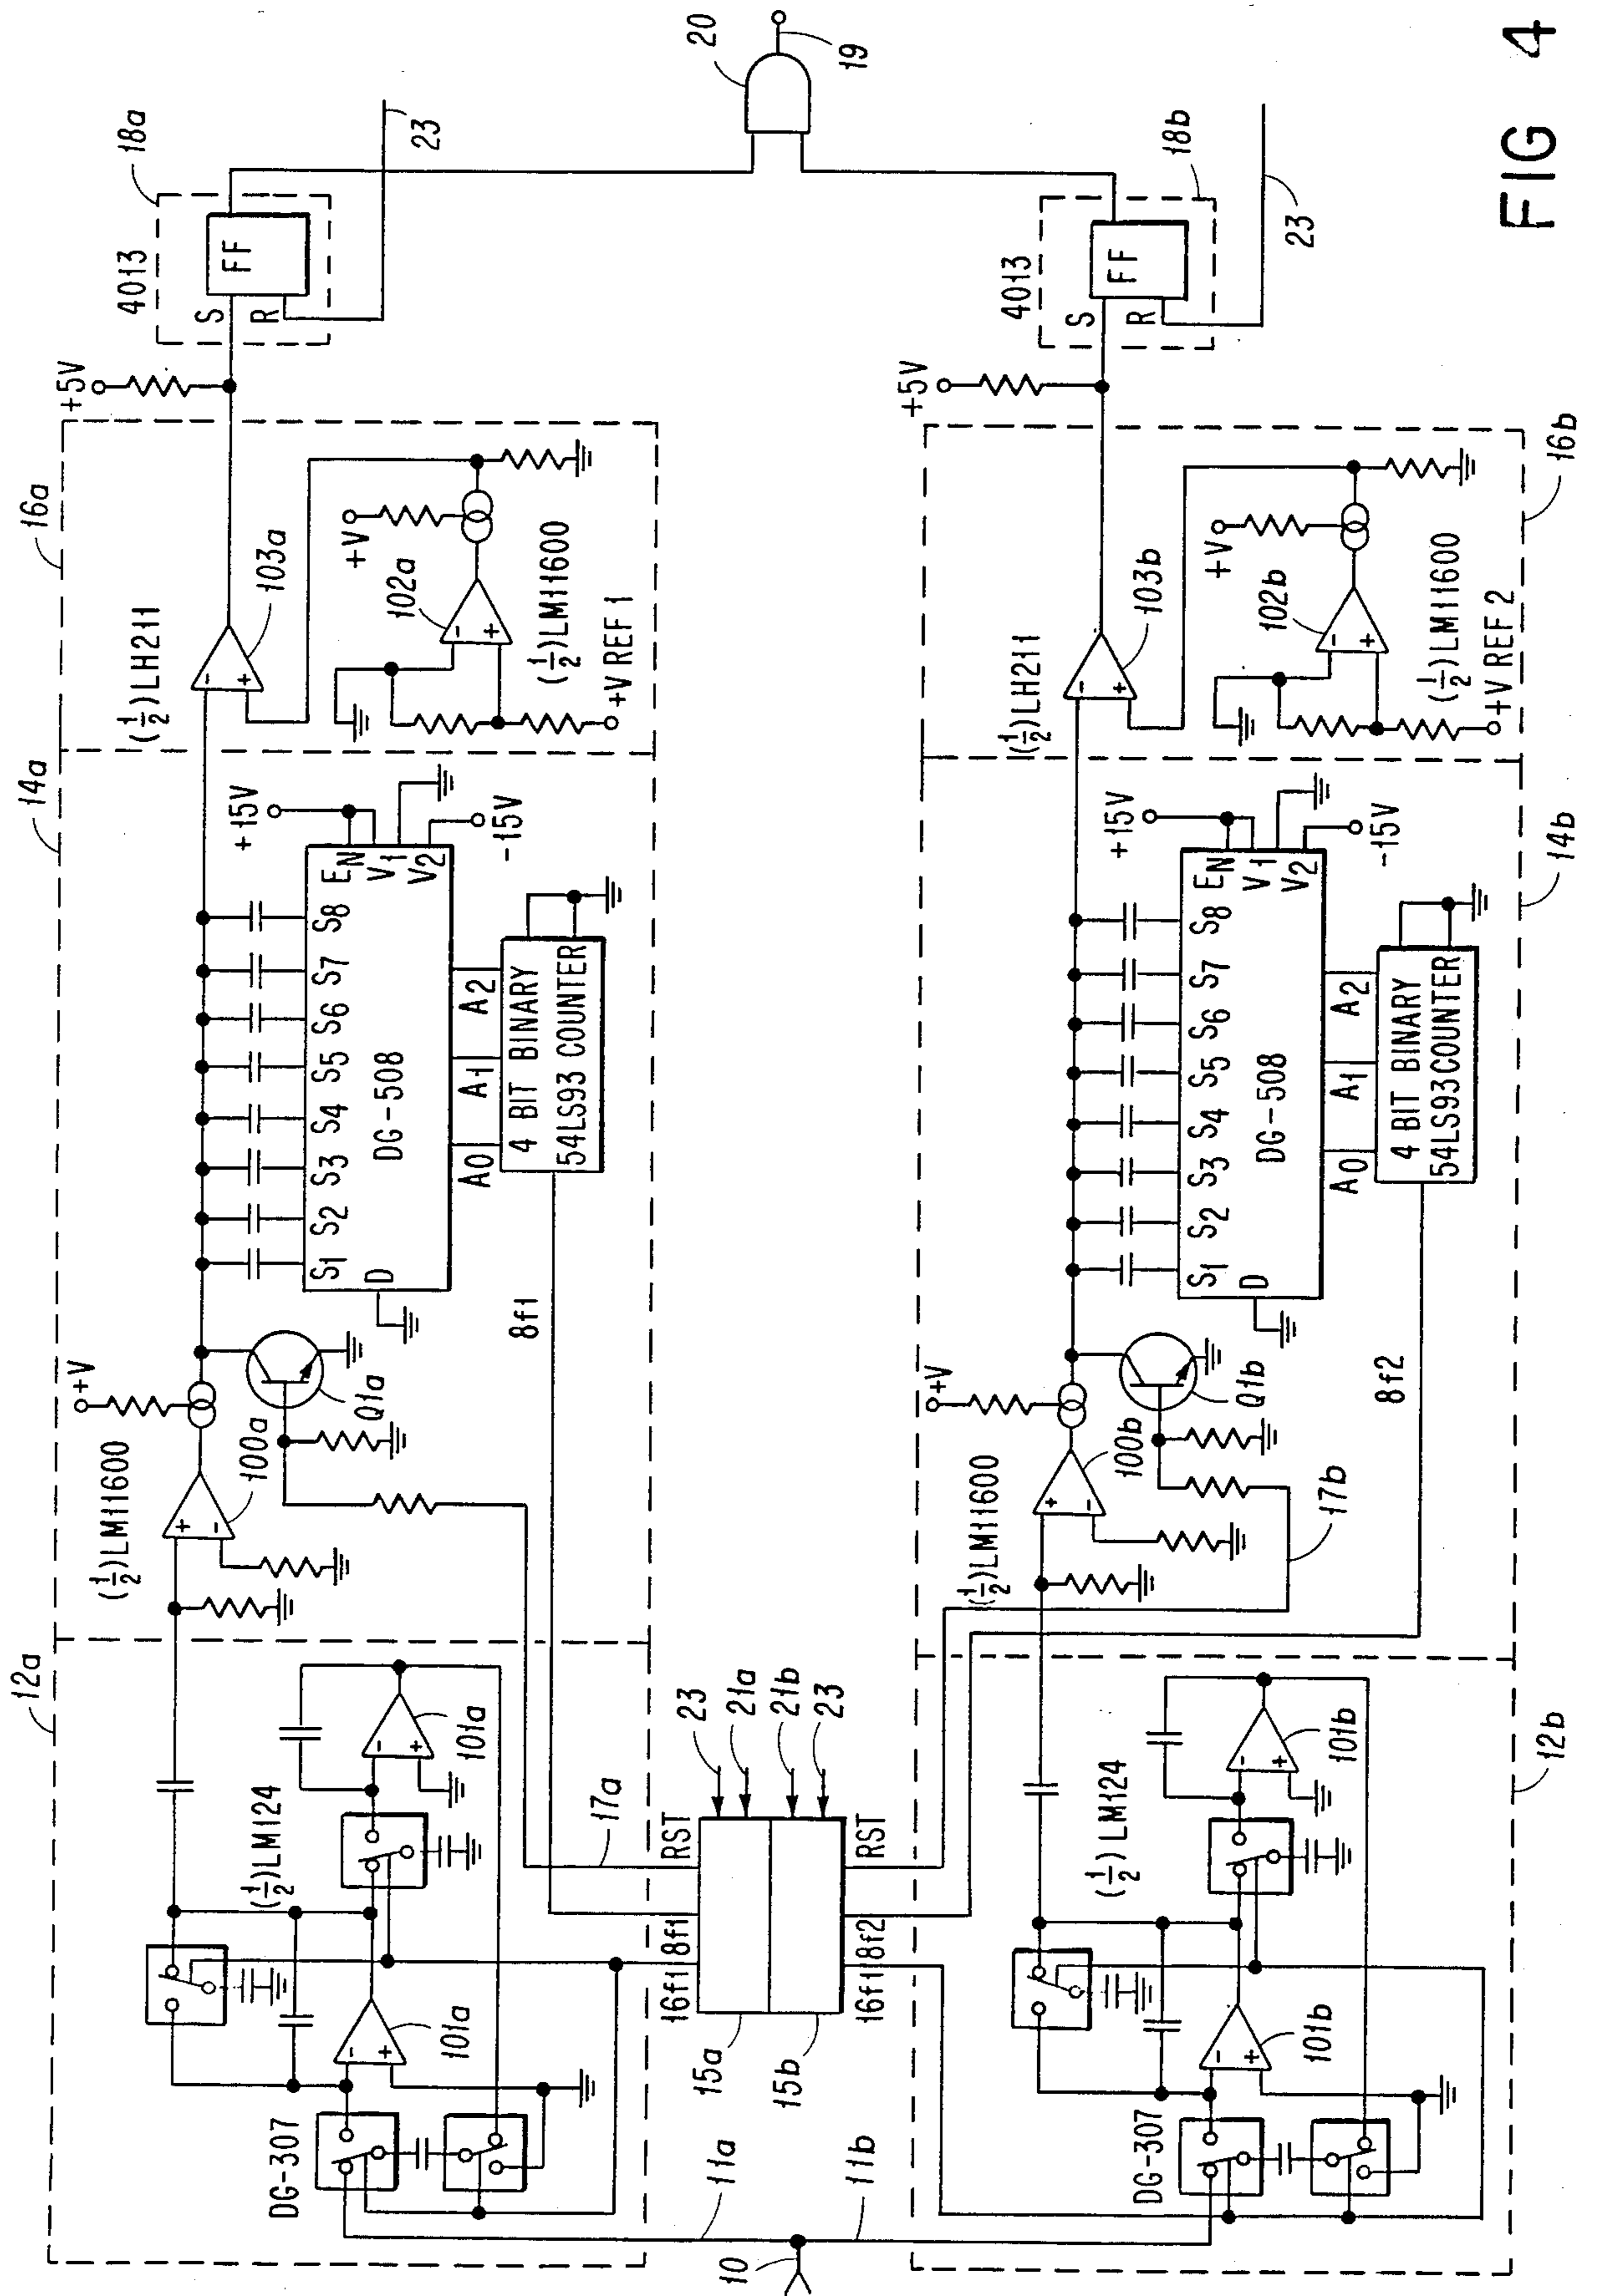 FIG 4
12a
14a
16a
18a
20
19
4013
FF
S
R
23
+5V
(1/2)LH211
103a
+V
102a
(1/2)LM11600
+V REF 1
(1/2)LM11600
100a
+V
Q1a
S1 S2 S3 S4 S5 S6 S7 S8
D
DG-508
EN
V1
V2
+15V
-15V
A0 A1 A2
4 BIT BINARY
54LS93 COUNTER
8f1
(1/2)LM124
101a
101a
DG-307
17a
11a
10
11b
15a
15b
16f1 8f1 RST
16f1 8f2 RST
23
21a
21b
23
12b
14b
16b
18b
4013
FF
S
R
23
+5V
(1/2)LH211
103b
+V
102b
(1/2)LM11600
+V REF 2
(1/2)LM11600
100b
+V
Q1b
17b
S1 S2 S3 S4 S5 S6 S7 S8
D
DG-508
EN
V1
V2
+15V
-15V
A0 A1 A2
4 BIT BINARY
54LS93COUNTER
8f2
(1/2)LM124
101b
101b
DG-307